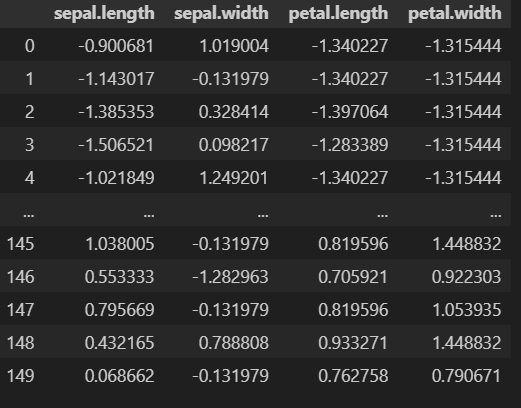 sepal.length sepal.width petal.length petal.width
0 -0.900681 1.019004 -1.340227 -1.315444
1 -1.143017 -0.131979 -1.340227 -1.315444
2 -1.385353 0.328414 -1.397064 -1.315444
3 -1.506521 0.098217 -1.283389 -1.315444
4 -1.021849 1.249201 -1.340227 -1.315444
... ... ... ... ...
145 1.038005 -0.131979 0.819596 1.448832
146 0.553333 -1.282963 0.705921 0.922303
147 0.795669 -0.131979 0.819596 1.053935
148 0.432165 0.788808 0.933271 1.448832
149 0.068662 -0.131979 0.762758 0.790671